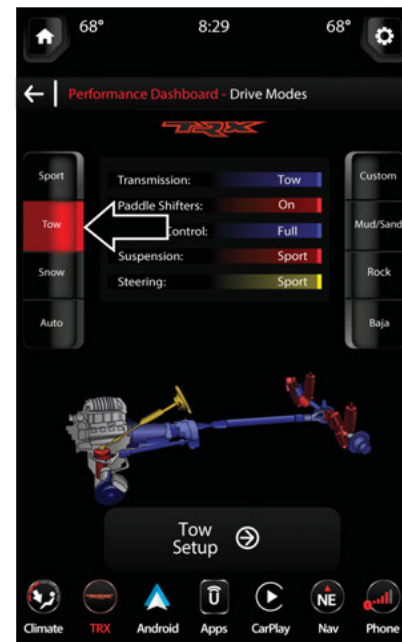 68° 8:29 68°
Performance Dashboard - Drive Modes
TRX
Sport
Tow
Snow
Auto
Transmission: Tow
Paddle Shifters: On
Control: Full
Suspension: Sport
Steering: Sport
Custom
Mud/Sand
Rock
Baja
Tow
Setup
NE
Climate TRX Android Apps CarPlay Nav Phone